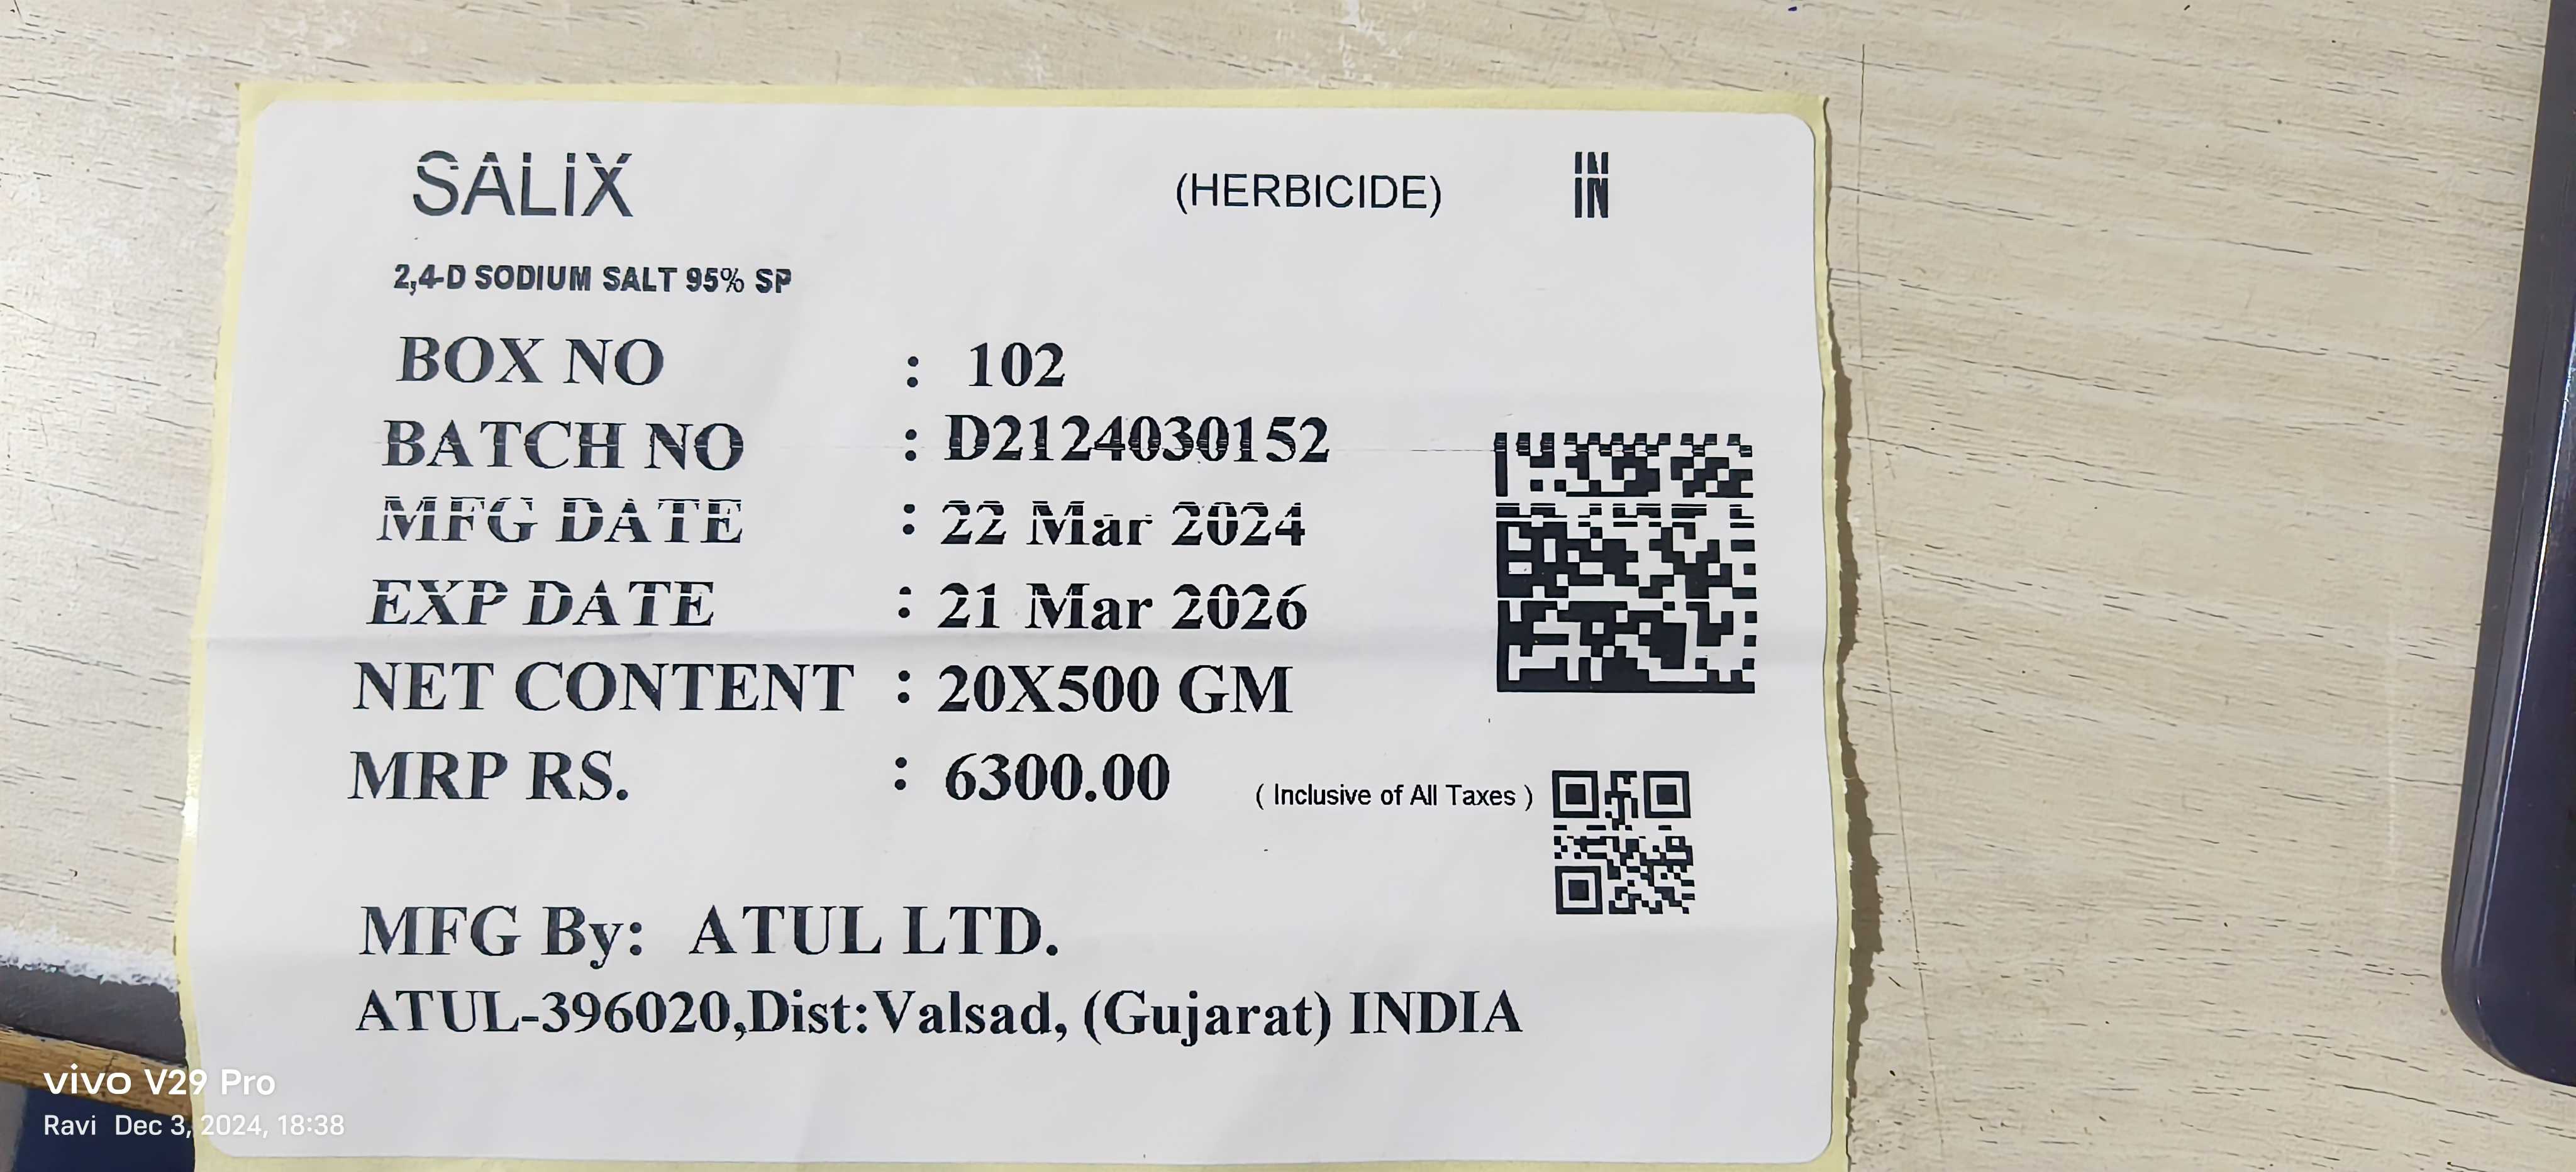 SALiX (HERBICIDE) IN
IN
2,4-D SODIUM SALT 95% SP
BOX NO : 102
BATCH NO : D2124030152
MFG DATE : 22 Mar 2024
EXP DATE : 21 Mar 2026
NET CONTENT : 20X500 GM
MRP RS. : 6300.00 ( Inclusive of All Taxes )
MFG By: ATUL LTD.
ATUL-396020,Dist:Valsad, (Gujarat) INDIA
vivo V29 Pro
Ravi Dec 3, 2024, 18:38